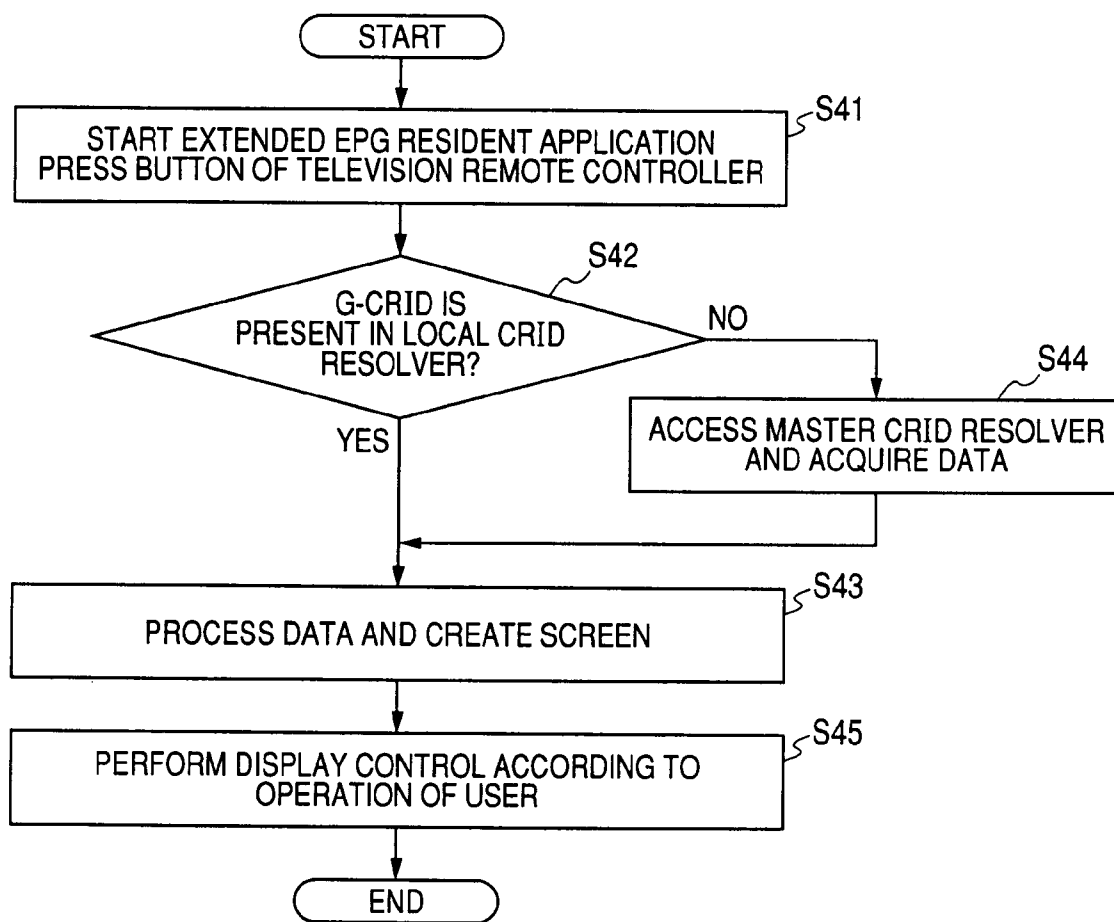 START
S41
START EXTENDED EPG RESIDENT APPLICATION
PRESS BUTTON OF TELEVISION REMOTE CONTROLLER
S42
G-CRID IS
PRESENT IN LOCAL CRID
RESOLVER?
NO
YES
S44
ACCESS MASTER CRID RESOLVER
AND ACQUIRE DATA
S43
PROCESS DATA AND CREATE SCREEN
S45
PERFORM DISPLAY CONTROL ACCORDING TO
OPERATION OF USER
END